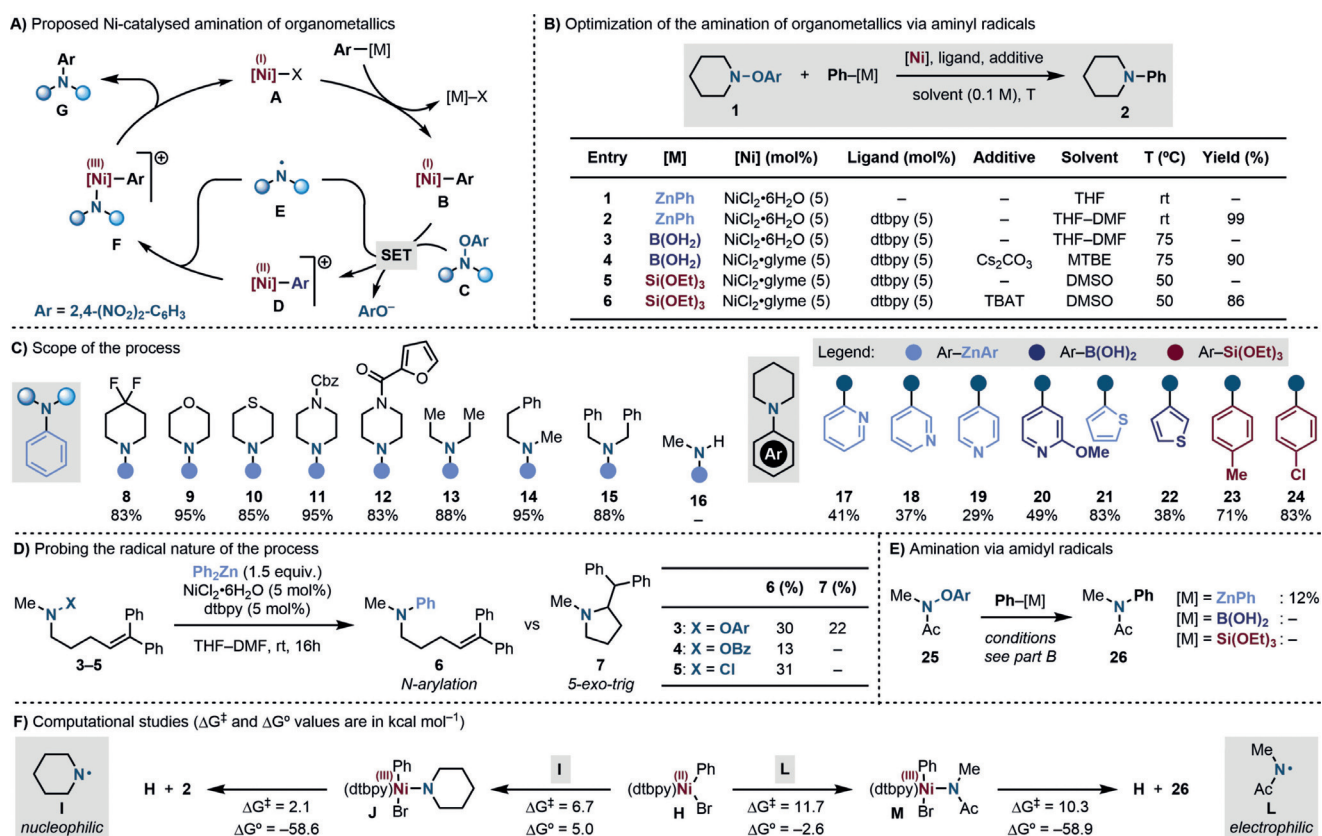 A) Proposed Ni-catalysed amination of organometallics
Ar
N
G
(I)
[Ni]–X
A
Ar—[M]
[M]–X
(III)
[Ni]—Ar
N
⊕
F
N•
E
(I)
[Ni]—Ar
B
SET
OAr
N
C
(II)
[Ni]—Ar
⊕
D
ArO⁻
Ar = 2,4-(NO₂)₂-C₆H₃
B) Optimization of the amination of organometallics via aminyl radicals
N–OAr + Ph–[M]
1
[Ni], ligand, additive
solvent (0.1 M), T
N–Ph
2
Entry [M] [Ni] (mol%) Ligand (mol%) Additive Solvent T (ºC) Yield (%)
1 ZnPh NiCl₂•6H₂O (5) – – THF rt –
2 ZnPh NiCl₂•6H₂O (5) dtbpy (5) – THF–DMF rt 99
3 B(OH₂) NiCl₂•6H₂O (5) dtbpy (5) – THF–DMF 75 –
4 B(OH₂) NiCl₂•glyme (5) dtbpy (5) Cs₂CO₃ MTBE 75 90
5 Si(OEt)₃ NiCl₂•glyme (5) dtbpy (5) – DMSO 50 –
6 Si(OEt)₃ NiCl₂•glyme (5) dtbpy (5) TBAT DMSO 50 86
C) Scope of the process
N
F F
N
8
83%
O
N
9
95%
S
N
10
85%
Cbz
N
N
11
95%
O
O
N
N
12
83%
Me Me
N
13
88%
Ph
N Me
14
95%
Ph Ph
N
15
88%
Me N H
16
–
N
Ar
Legend: Ar–ZnAr Ar–B(OH)₂ Ar–Si(OEt)₃
N
17
41%
N
18
37%
N
19
29%
N OMe
20
49%
S
21
83%
S
22
38%
Me
23
71%
Cl
24
83%
D) Probing the radical nature of the process
Me N X
Ph
Ph
3–5
Ph₂Zn (1.5 equiv.)
NiCl₂•6H₂O (5 mol%)
dtbpy (5 mol%)
THF–DMF, rt, 16h
Me N Ph
Ph
Ph
6
N-arylation
vs
Ph Ph
Me N
7
5-exo-trig
6 (%) 7 (%)
3: X = OAr 30 22
4: X = OBz 13 –
5: X = Cl 31 –
E) Amination via amidyl radicals
Me N OAr
Ac
25
Ph–[M]
conditions
see part B
Me N Ph
Ac
26
[M] = ZnPh : 12%
[M] = B(OH)₂ : –
[M] = Si(OEt)₃ : –
F) Computational studies (ΔG‡ and ΔGº values are in kcal mol⁻¹)
N•
I
nucleophilic
H + 2
ΔG‡ = 2.1
ΔGº = –58.6
(III) Ph
(dtbpy)Ni—N
Br
J
I
ΔG‡ = 6.7
ΔGº = 5.0
(II) Ph
(dtbpy)Ni
Br
H
L
ΔG‡ = 11.7
ΔGº = –2.6
(III) Ph Me
(dtbpy)Ni—N
Br Ac
M
ΔG‡ = 10.3
ΔGº = –58.9
H + 26
Me
N•
Ac
L
electrophilic